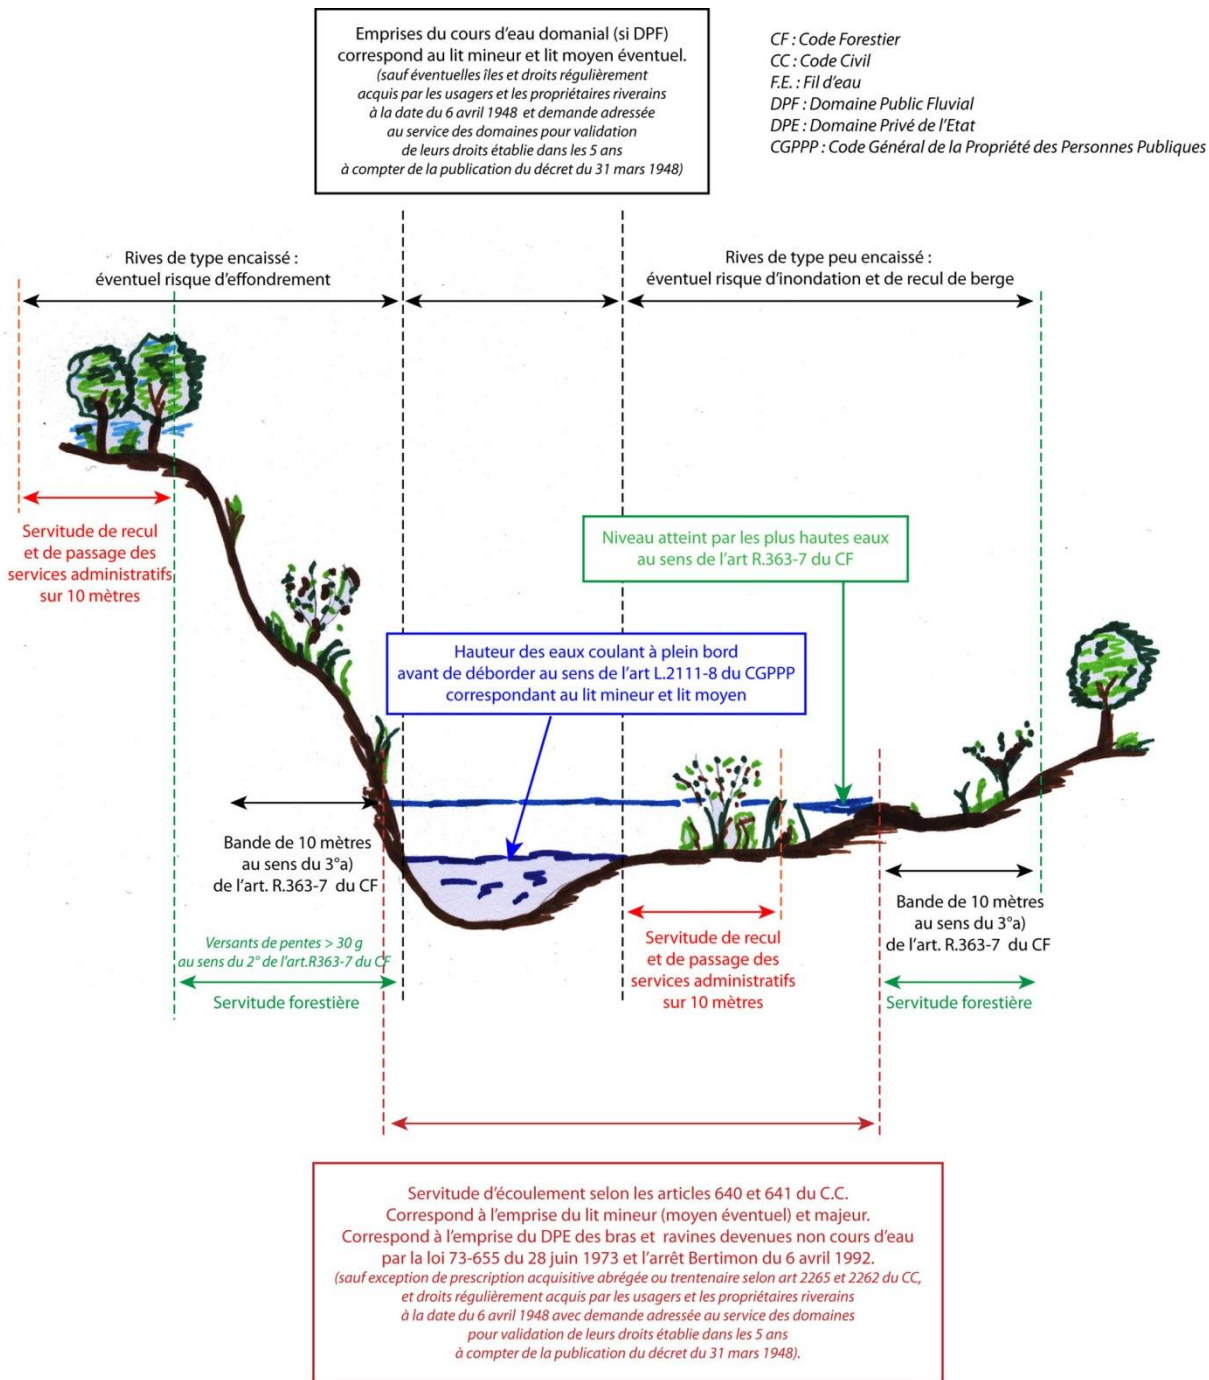 Emprises du cours d'eau domanial (si DPF)
correspond au lit mineur et lit moyen éventuel.
(sauf éventuelles îles et droits régulièrement
acquis par les usagers et les propriétaires riverains
à la date du 6 avril 1948 et demande adressée
au service des domaines pour validation
de leurs droits établie dans les 5 ans
à compter de la publication du décret du 31 mars 1948)
CF : Code Forestier
CC : Code Civil
F.E. : Fil d'eau
DPF : Domaine Public Fluvial
DPE : Domaine Privé de l'Etat
CGPPP : Code Général de la Propriété des Personnes Publiques
Rives de type encaissé :
éventuel risque d'effondrement
Rives de type peu encaissé :
éventuel risque d'inondation et de recul de berge
Servitude de recul
et de passage des
services administratifs
sur 10 mètres
Niveau atteint par les plus hautes eaux
au sens de l'art R.363-7 du CF
Hauteur des eaux coulant à plein bord
avant de déborder au sens de l'art L.2111-8 du CGPPP
correspondant au lit mineur et lit moyen
Bande de 10 mètres
au sens du 3°a)
de l'art. R.363-7 du CF
Versants de pentes > 30 g
au sens du 2° de l'art.R363-7 du CF
Servitude forestière
Servitude de recul
et de passage des
services administratifs
sur 10 mètres
Bande de 10 mètres
au sens du 3°a)
de l'art. R.363-7 du CF
Servitude forestière
Servitude d'écoulement selon les articles 640 et 641 du C.C.
Correspond à l'emprise du lit mineur (moyen éventuel) et majeur.
Correspond à l'emprise du DPE des bras et ravines devenues non cours d'eau
par la loi 73-655 du 28 juin 1973 et l'arrêt Bertimon du 6 avril 1992.
(sauf exception de prescription acquisitive abrégée ou trentenaire selon art 2265 et 2262 du CC,
et droits régulièrement acquis par les usagers et les propriétaires riverains
à la date du 6 avril 1948 avec demande adressée au service des domaines
pour validation de leurs droits établie dans les 5 ans
à compter de la publication du décret du 31 mars 1948).